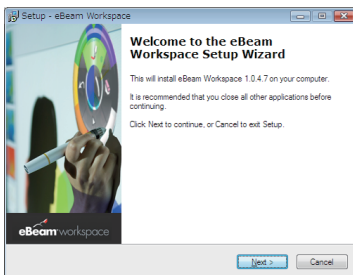 Setup - eBeam Workspace
Welcome to the eBeam
Workspace Setup Wizard
This will install eBeam Workspace 1.0.4.7 on your computer.
It is recommended that you close all other applications before
continuing.
Click Next to continue, or Cancel to exit Setup.
eBeam workspace
Next >
Cancel